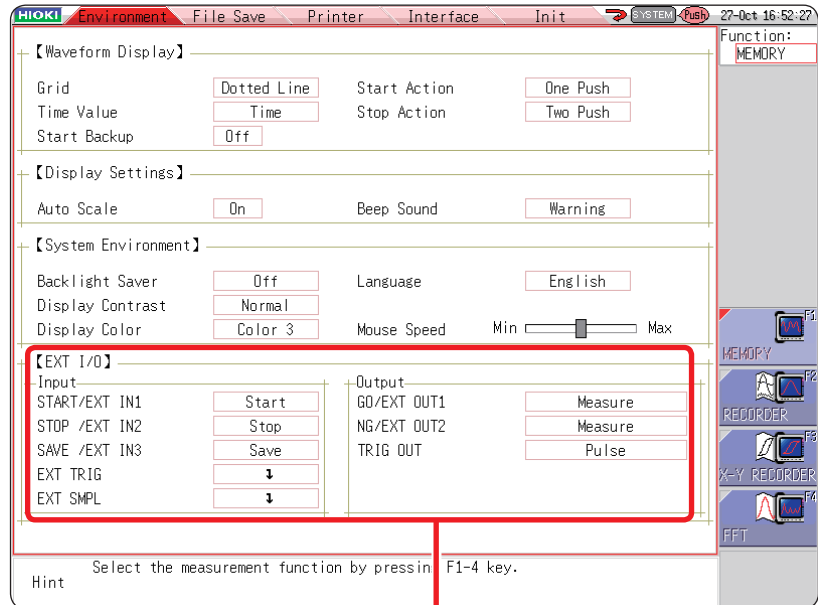 HIOKI Environment File Save Printer Interface Init SYSTEM Push 27-Oct 16:52:27
Function:
MEMORY
【Waveform Display】
Grid Dotted Line Start Action One Push
Time Value Time Stop Action Two Push
Start Backup Off
【Display Settings】
Auto Scale On Beep Sound Warning
【System Environment】
Backlight Saver Off Language English
Display Contrast Normal
Display Color Color 3 Mouse Speed Min Max
【EXT I/O】
Input Output
START/EXT IN1 Start GO/EXT OUT1 Measure
STOP /EXT IN2 Stop NG/EXT OUT2 Measure
SAVE /EXT IN3 Save TRIG OUT Pulse
EXT TRIG ↴
EXT SMPL ↴
F1
MEMORY
F2
RECORDER
F3
X-Y RECORDER
F4
FFT
Hint Select the measurement function by pressin F1-4 key.